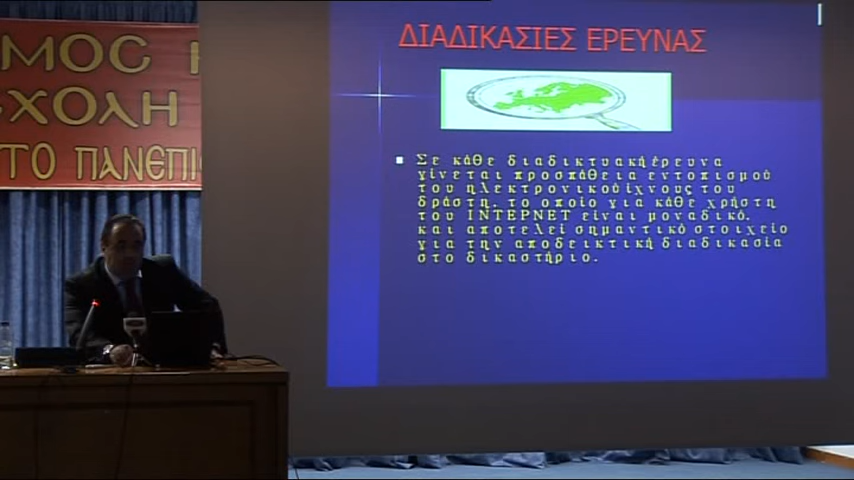 ΜΟΣ
ΣΧΟΛΗ
ΤΟ ΠΑΝΕΠΙ
ΔΙΑΔΙΚΑΣΙΕΣ ΕΡΕΥΝΑΣ
Σε κάθε διαδικτυακή έρευνα
γίνεται προσπάθεια εντοπισμού
του ηλεκτρονικού ίχνους του
δράστη, το οποίο για κάθε χρήστη
του INTERNET είναι μοναδικό,
και αποτελεί σημαντικό στοιχείο
για την αποδεικτική διαδικασία
στο δικαστήριο.